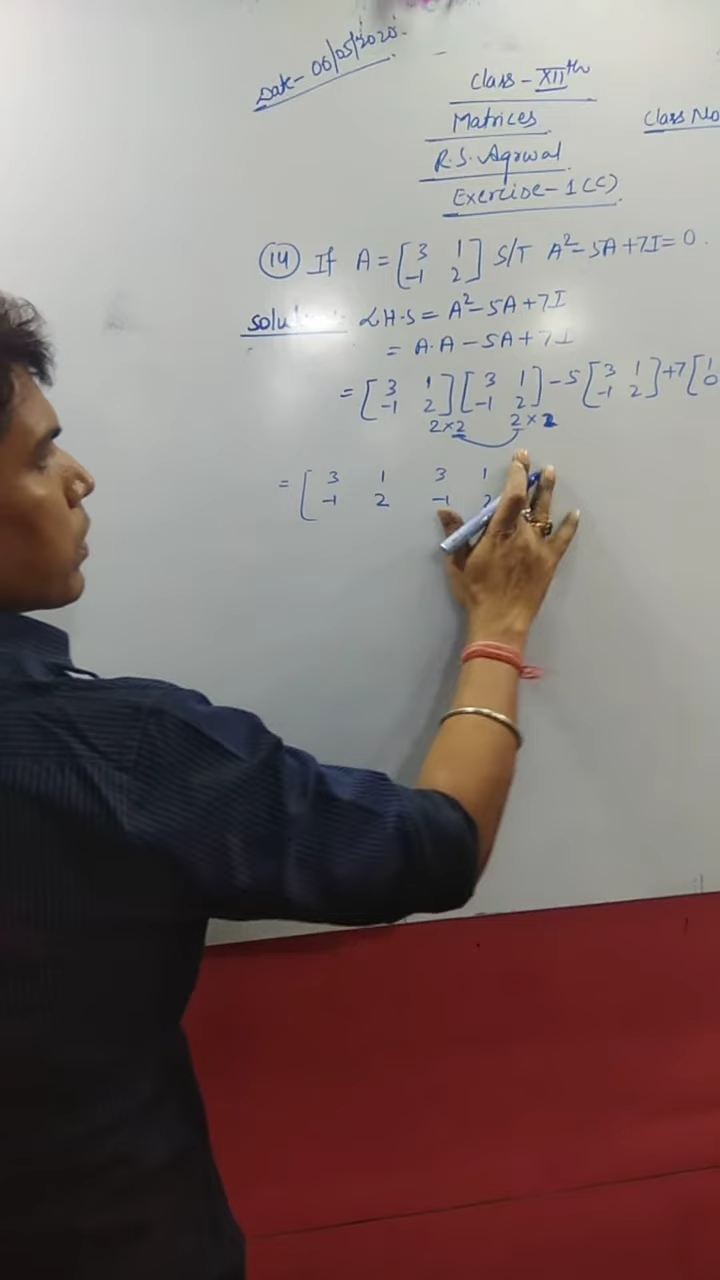 Date- 06/05/2020.
Class - XIIth
Matrices
Class No
R.S. Agrwal
Exercise- 1(C)
(14) If A = [3 1 -1 2] S/T A²-5A+7I=0.
L.H.S = A²-5A+7I
= A.A - 5A+7I
= [3 1 -1 2] [3 1 -1 2] - 5 [3 1 -1 2] +7 [1 0
2×2 2×2
= [3 1 3 1
-1 2 -1 2